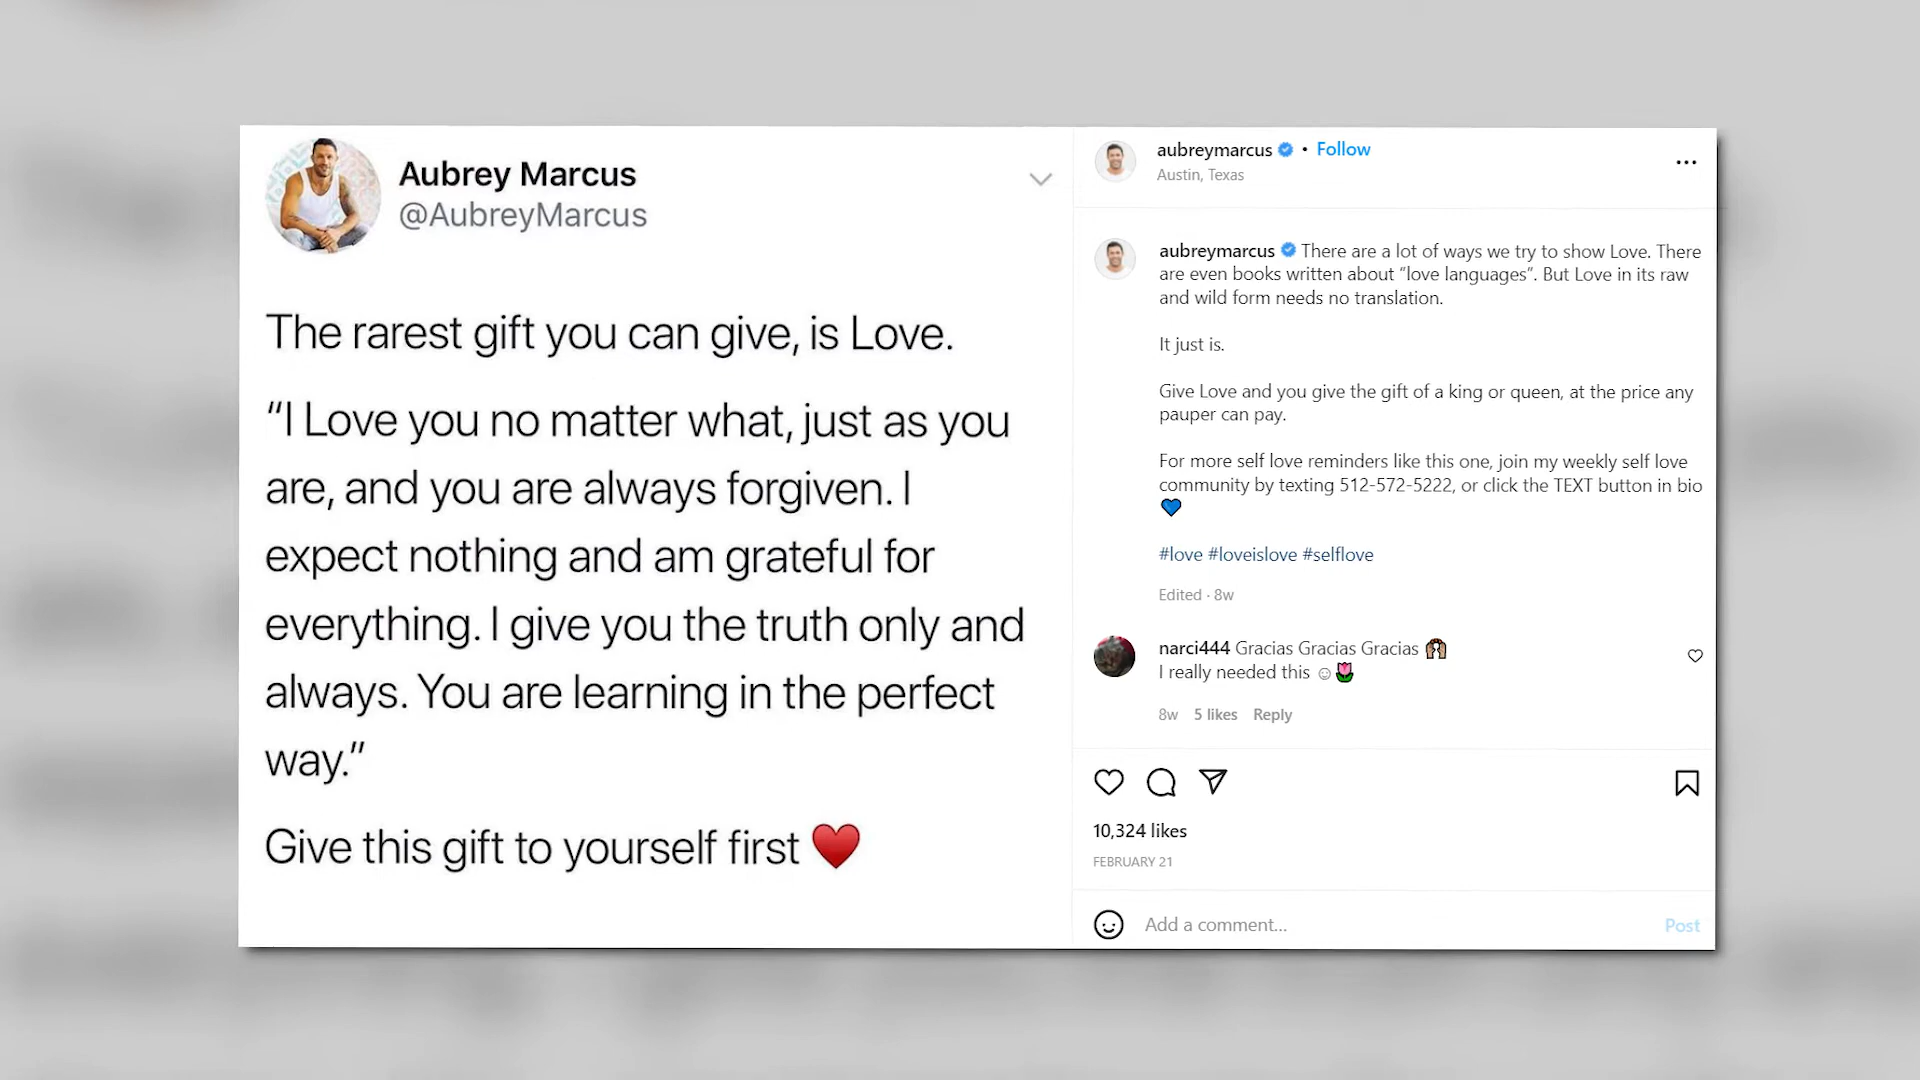 Aubrey Marcus
@AubreyMarcus
The rarest gift you can give, is Love.
“I Love you no matter what, just as you
are, and you are always forgiven. I
expect nothing and am grateful for
everything. I give you the truth only and
always. You are learning in the perfect
way.”
Give this gift to yourself first ♥️
aubreymarcus • Follow
Austin, Texas
aubreymarcus There are a lot of ways we try to show Love. There
are even books written about “love languages”. But Love in its raw
and wild form needs no translation.
It just is.
Give Love and you give the gift of a king or queen, at the price any
pauper can pay.
For more self love reminders like this one, join my weekly self love
community by texting 512-572-5222, or click the TEXT button in bio
💙
#love #loveislove #selflove
Edited · 8w
narci444 Gracias Gracias Gracias 🙌🏽
I really needed this ☺🌷
8w 5 likes Reply
10,324 likes
FEBRUARY 21
Add a comment...
Post